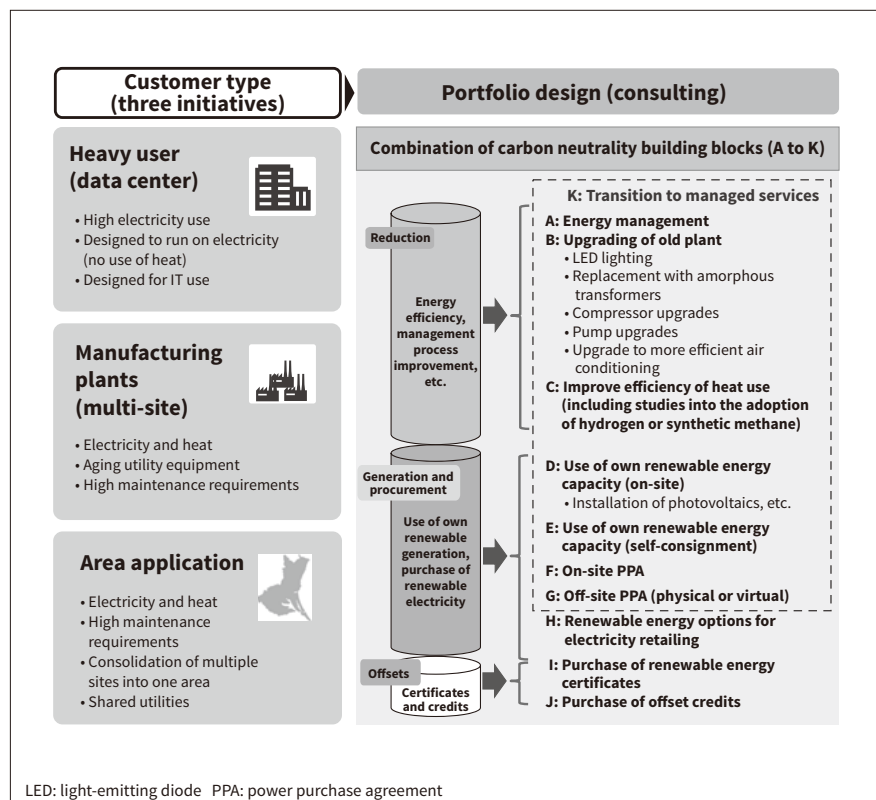 Customer type
(three initiatives)
Portfolio design (consulting)
Heavy user
(data center)
• High electricity use
• Designed to run on electricity
(no use of heat)
• Designed for IT use
Manufacturing
plants
(multi-site)
• Electricity and heat
• Aging utility equipment
• High maintenance requirements
Area application
• Electricity and heat
• High maintenance
requirements
• Consolidation of multiple
sites into one area
• Shared utilities
Combination of carbon neutrality building blocks (A to K)
Reduction
Energy
efficiency,
management
process
improvement,
etc.
Generation and
procurement
Use of own
renewable
generation,
purchase of
renewable
electricity
Offsets
Certificates
and credits
K: Transition to managed services
A: Energy management
B: Upgrading of old plant
• LED lighting
• Replacement with amorphous
transformers
• Compressor upgrades
• Pump upgrades
• Upgrade to more efficient air
conditioning
C: Improve efficiency of heat use
(including studies into the adoption
of hydrogen or synthetic methane)
D: Use of own renewable energy
capacity (on-site)
• Installation of photovoltaics, etc.
E: Use of own renewable energy
capacity (self-consignment)
F: On-site PPA
G: Off-site PPA (physical or virtual)
H: Renewable energy options for
electricity retailing
I: Purchase of renewable energy
certificates
J: Purchase of offset credits
LED: light-emitting diode PPA: power purchase agreement